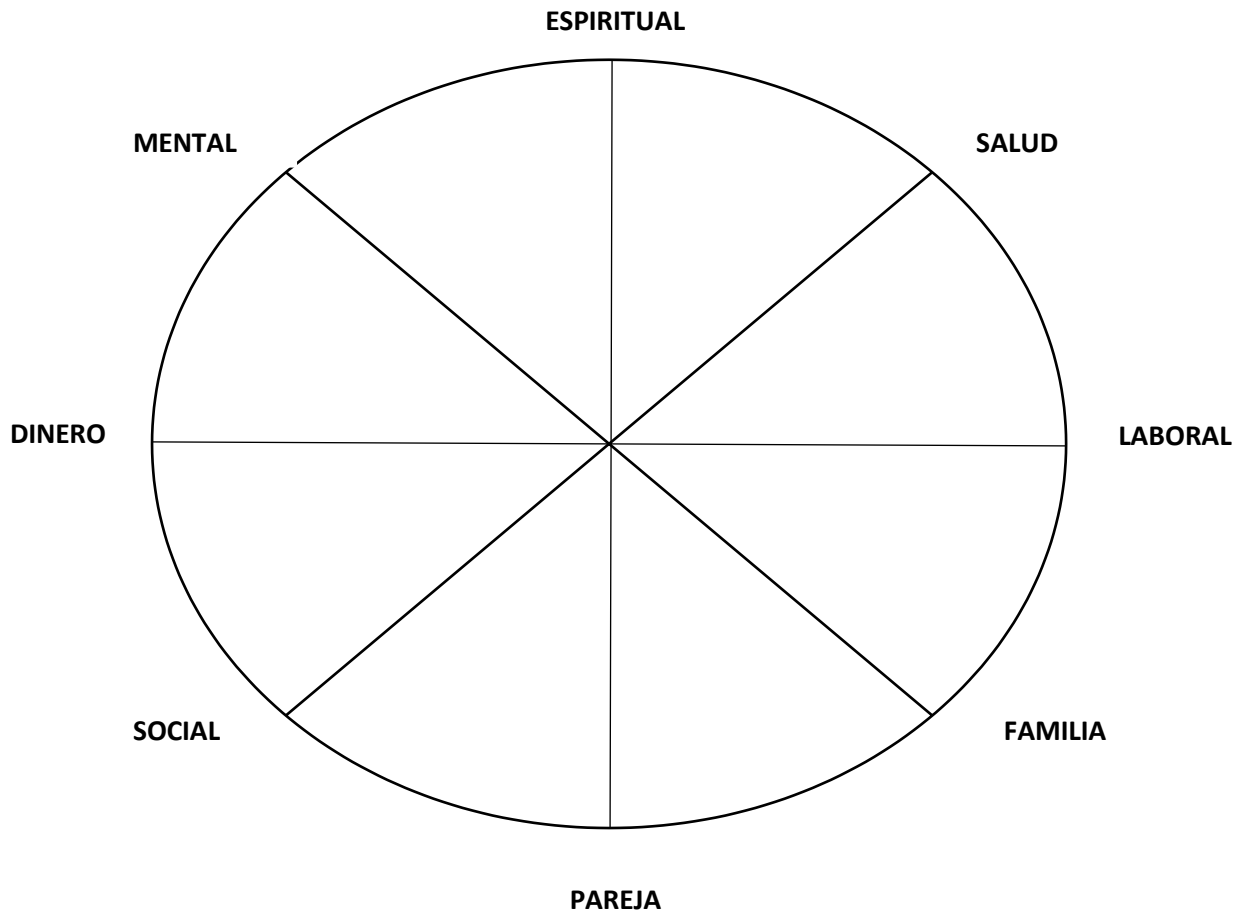 ESPIRITUAL
MENTAL
SALUD
DINERO
LABORAL
SOCIAL
FAMILIA
PAREJA